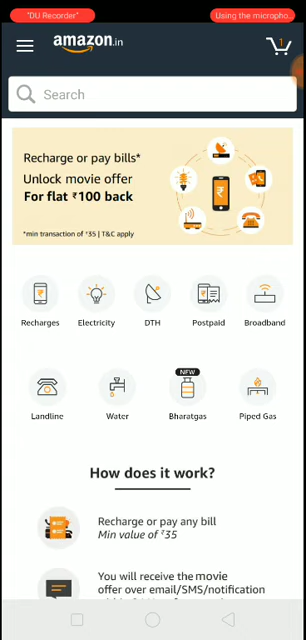 "DU Recorder"
Using the micropho..
amazon.in
1
Search
Recharge or pay bills*
Unlock movie offer
For flat ₹100 back
*min transaction of ₹35 | T&C apply
Recharges
Electricity
DTH
Postpaid
Broadband
NEW
Landline
Water
Bharatgas
Piped Gas
How does it work?
Recharge or pay any bill
Min value of ₹35
You will receive the movie
offer over email/SMS/notification